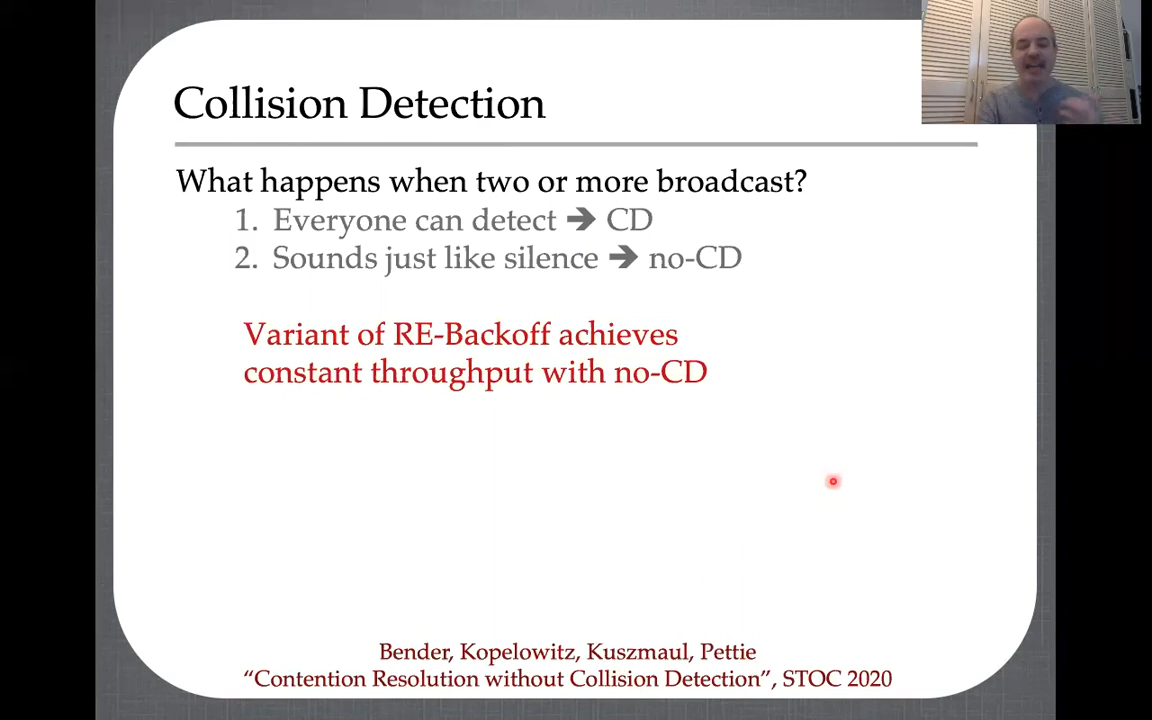 Collision Detection
What happens when two or more broadcast?
1. Everyone can detect ➔ CD
2. Sounds just like silence ➔ no-CD
Variant of RE-Backoff achieves
constant throughput with no-CD
Bender, Kopelowitz, Kuszmaul, Pettie
“Contention Resolution without Collision Detection”, STOC 2020